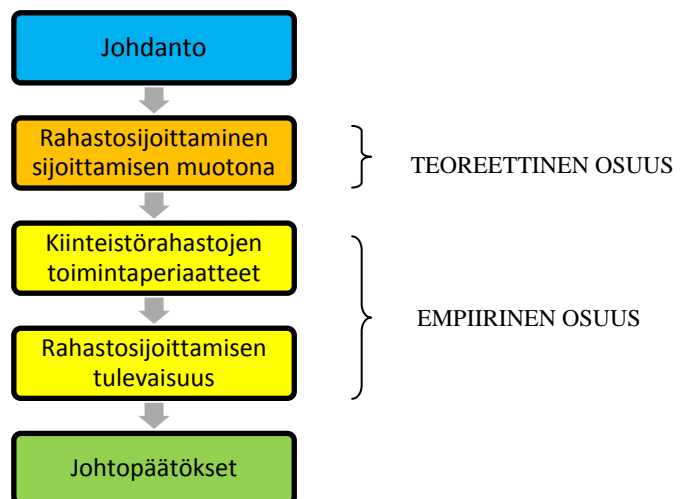 Johdanto
Rahastosijoittaminen
sijoittamisen muotona
TEOREETTINEN OSUUS
Kiinteistörahastojen
toimintaperiaatteet
EMPIIRINEN OSUUS
Rahastosijoittamisen
tulevaisuus
Johtopäätökset